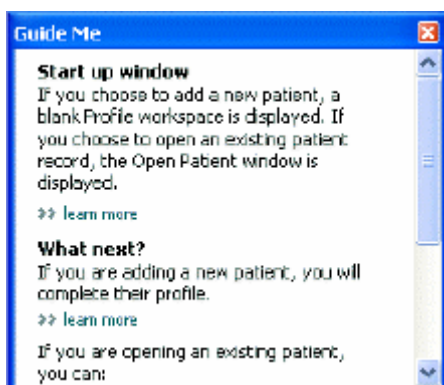 Guide Me
Start up window
If you choose to add a new patient, a
blank Profile workspace is displayed. If
you choose to open an existing patient
record, the Open Patient window is
displayed.
>> learn more
What next?
If you are adding a new patient, you will
complete their profile.
>> learn more
If you are opening an existing patient,
you can: